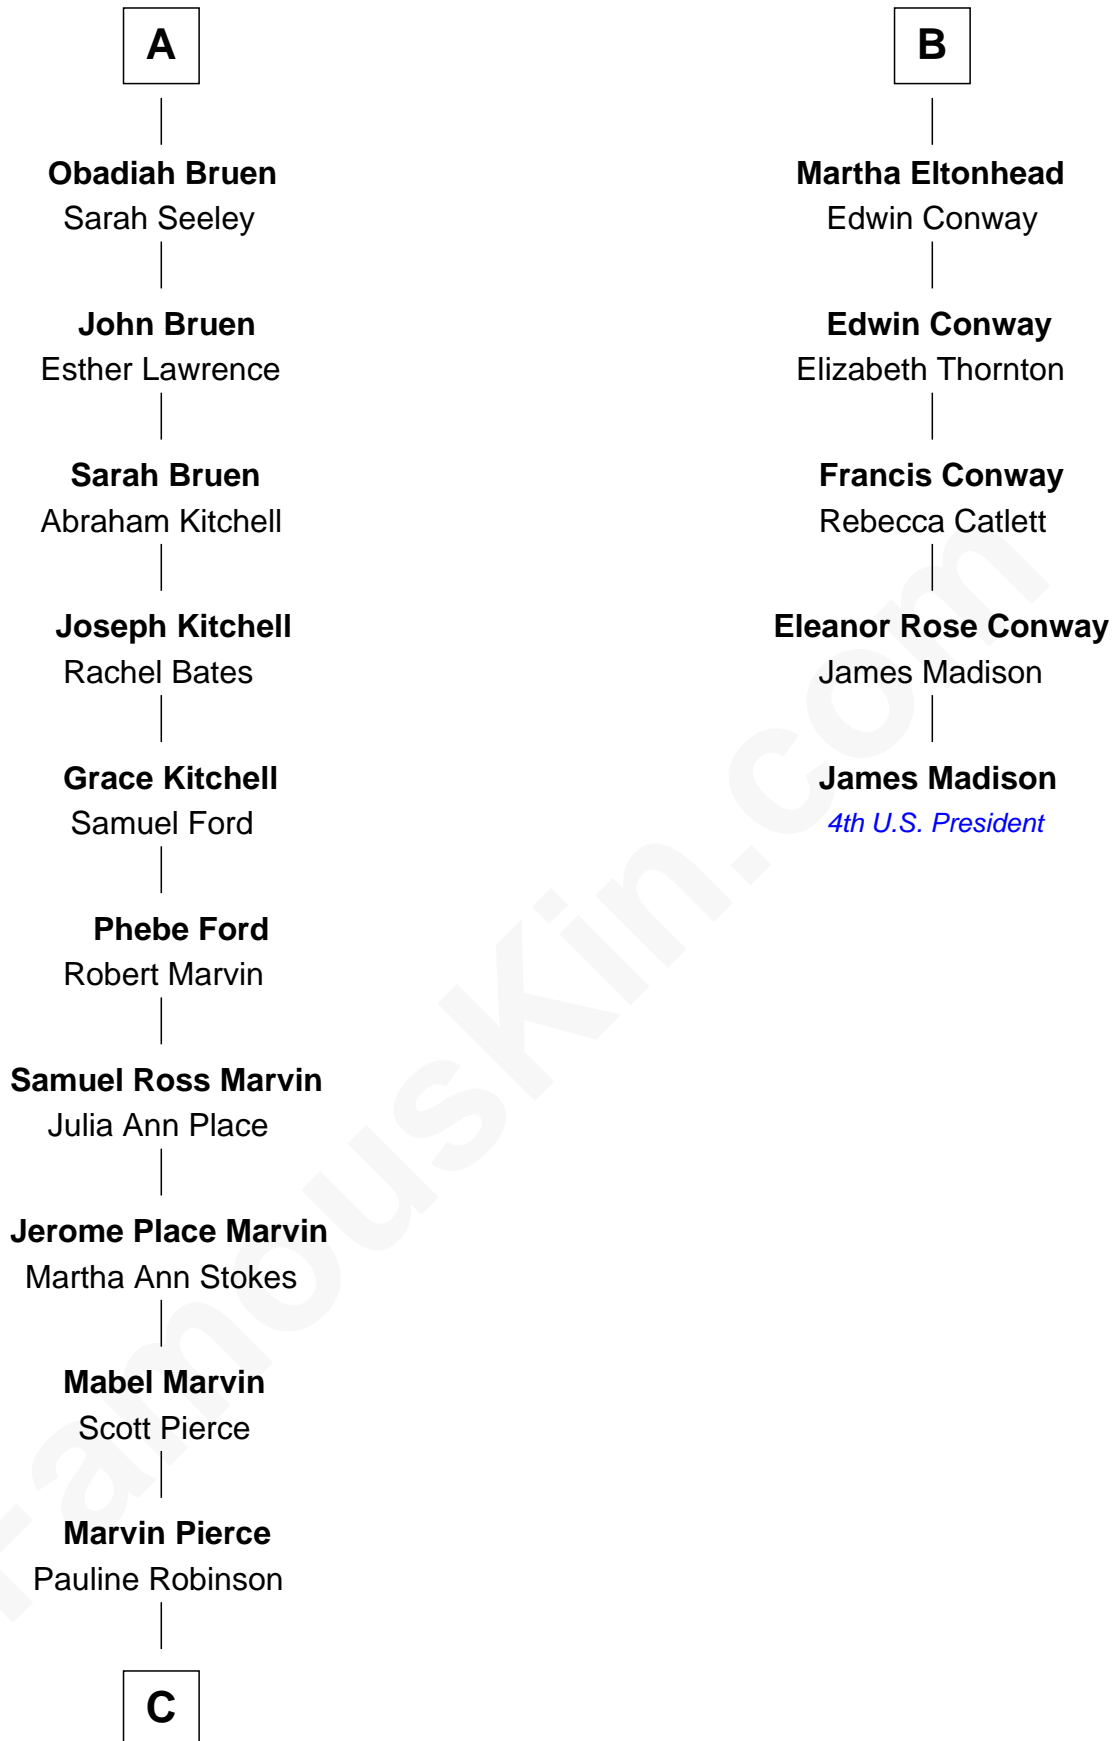 A
Obadiah Bruen
Sarah Seeley
John Bruen
Esther Lawrence
Sarah Bruen
Abraham Kitchell
Joseph Kitchell
Rachel Bates
Grace Kitchell
Samuel Ford
Phebe Ford
Robert Marvin
Samuel Ross Marvin
Julia Ann Place
Jerome Place Marvin
Martha Ann Stokes
Mabel Marvin
Scott Pierce
Marvin Pierce
Pauline Robinson
C
B
Martha Eltonhead
Edwin Conway
Edwin Conway
Elizabeth Thornton
Francis Conway
Rebecca Catlett
Eleanor Rose Conway
James Madison
James Madison
4th U.S. President
FamousKin.com